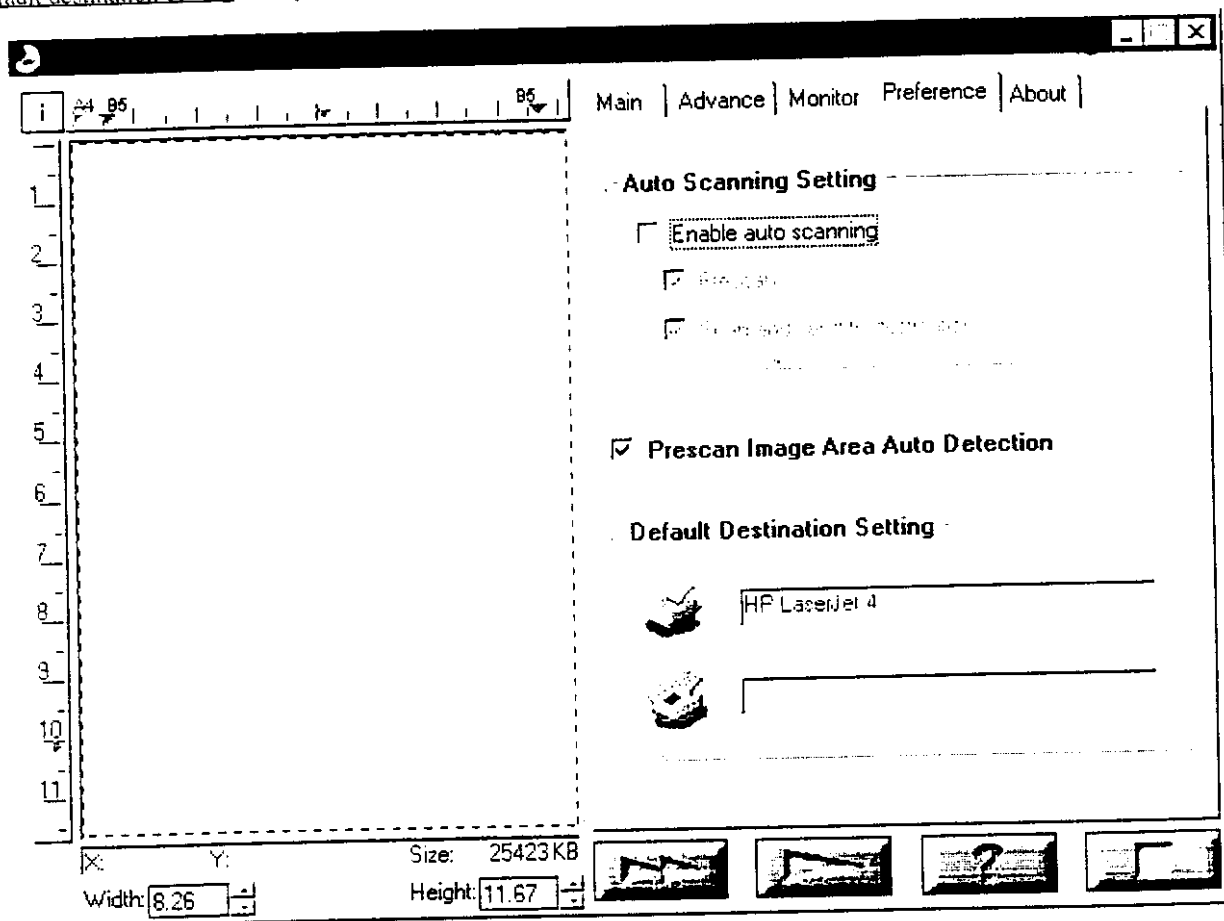 i
A4 B5
B5
Main Advance Monitor Preference About
Auto Scanning Setting
Enable auto scanning
Prescan
1
2
3
4
5
6
7
8
9
10
11
Prescan Image Area Auto Detection
Default Destination Setting
HP LaserJet 4
X: Y: Size: 25423KB
Width: 8.26 Height: 11.67
?